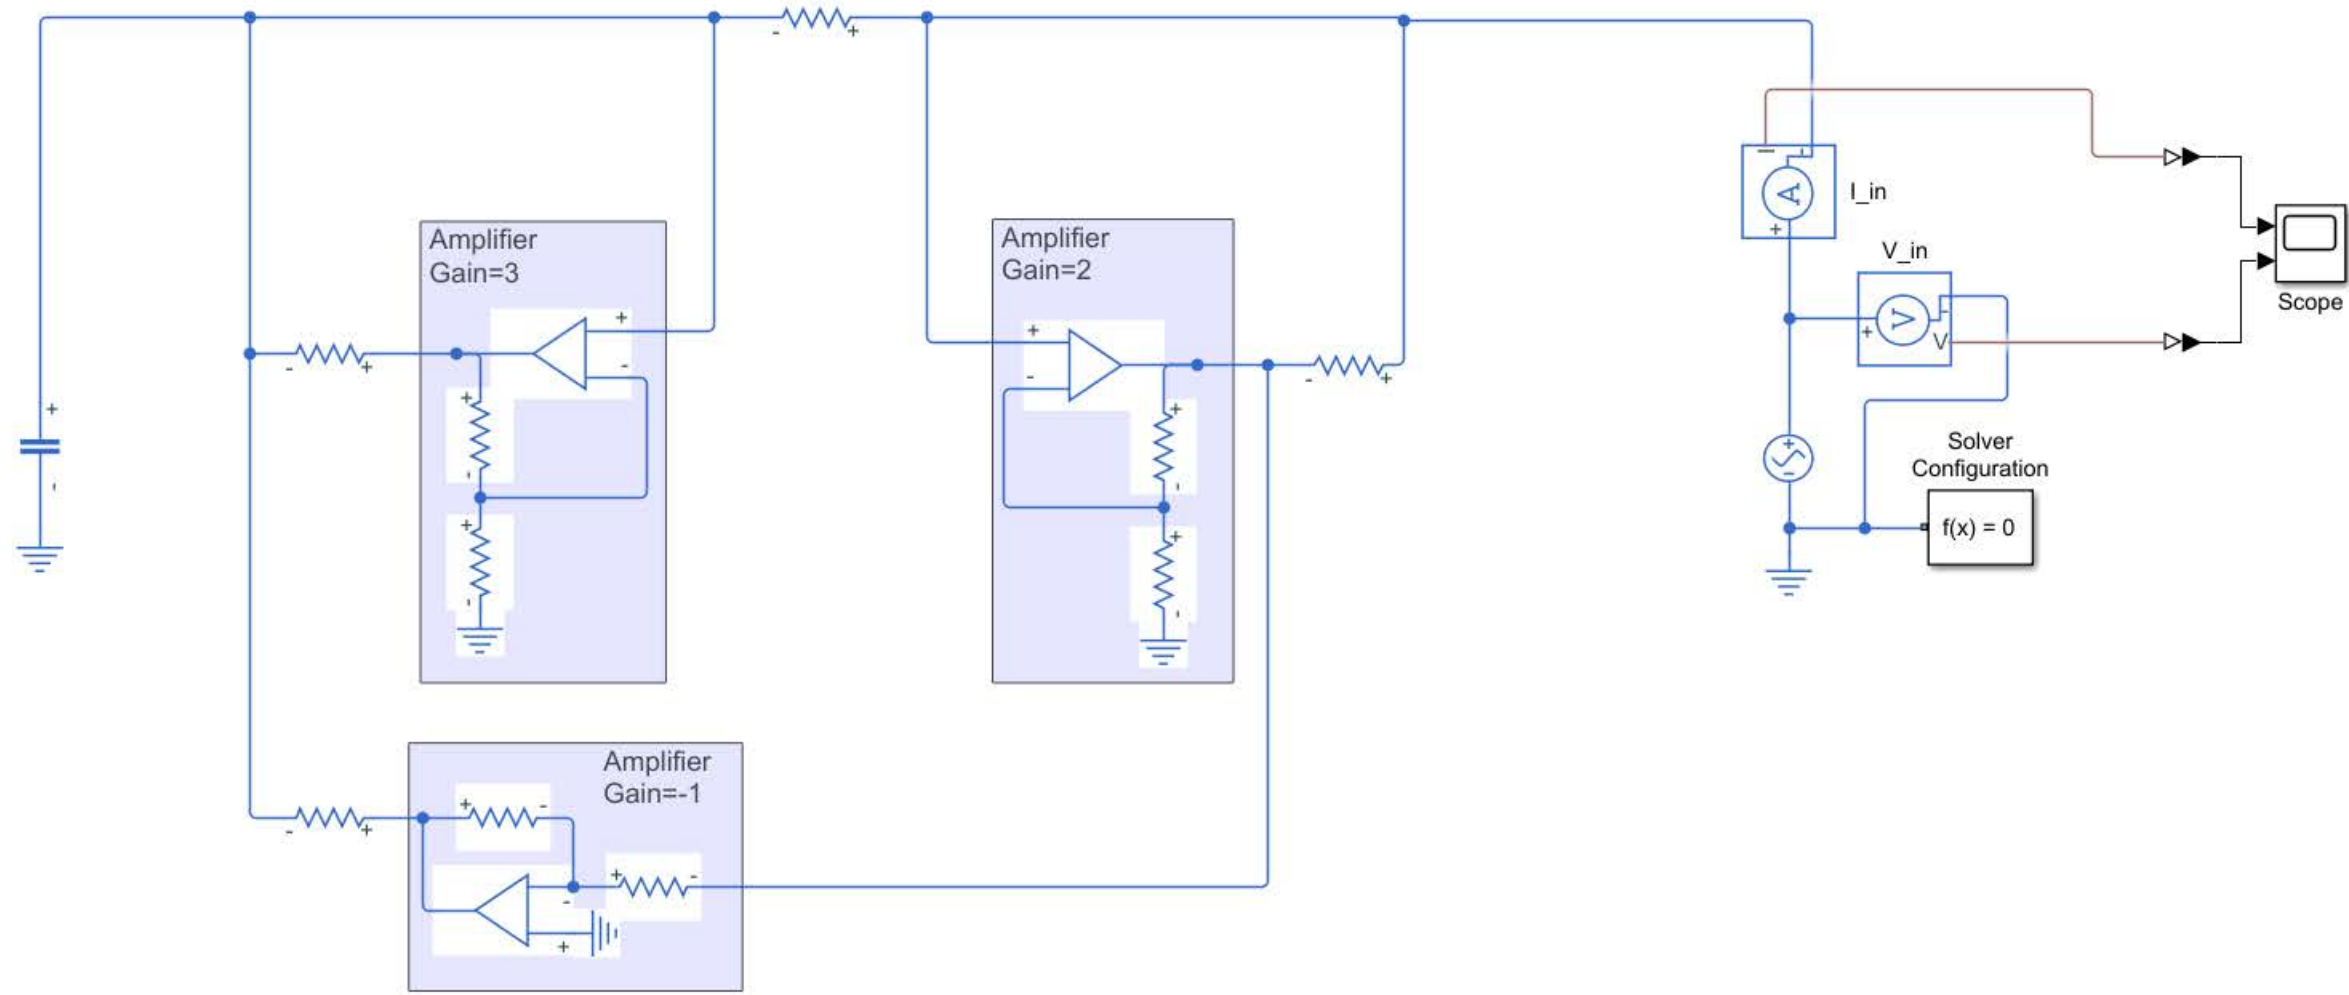 Amplifier
Gain=3
Amplifier
Gain=2
I_in
V_in
Scope
Solver
Configuration
f(x) = 0
Amplifier
Gain=-1
A
V
I
V